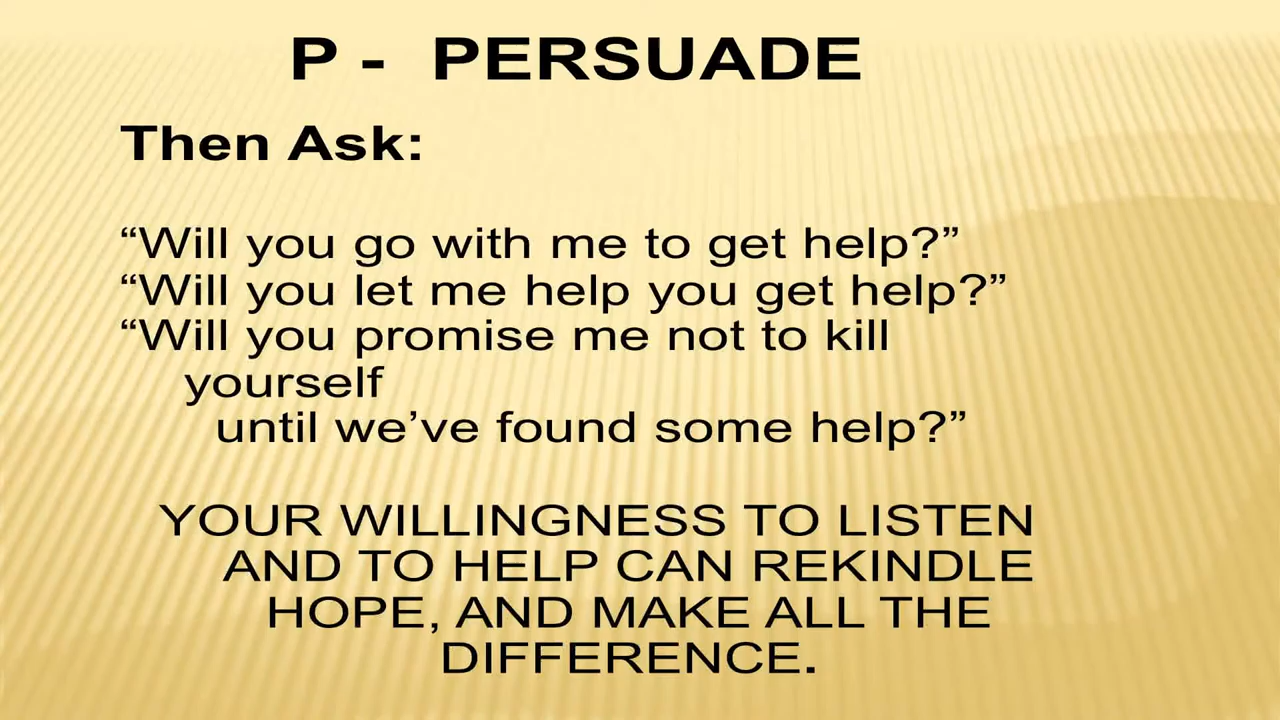 P - PERSUADE
Then Ask:
“Will you go with me to get help?”
“Will you let me help you get help?”
“Will you promise me not to kill
yourself
until we’ve found some help?”
YOUR WILLINGNESS TO LISTEN
AND TO HELP CAN REKINDLE
HOPE, AND MAKE ALL THE
DIFFERENCE.